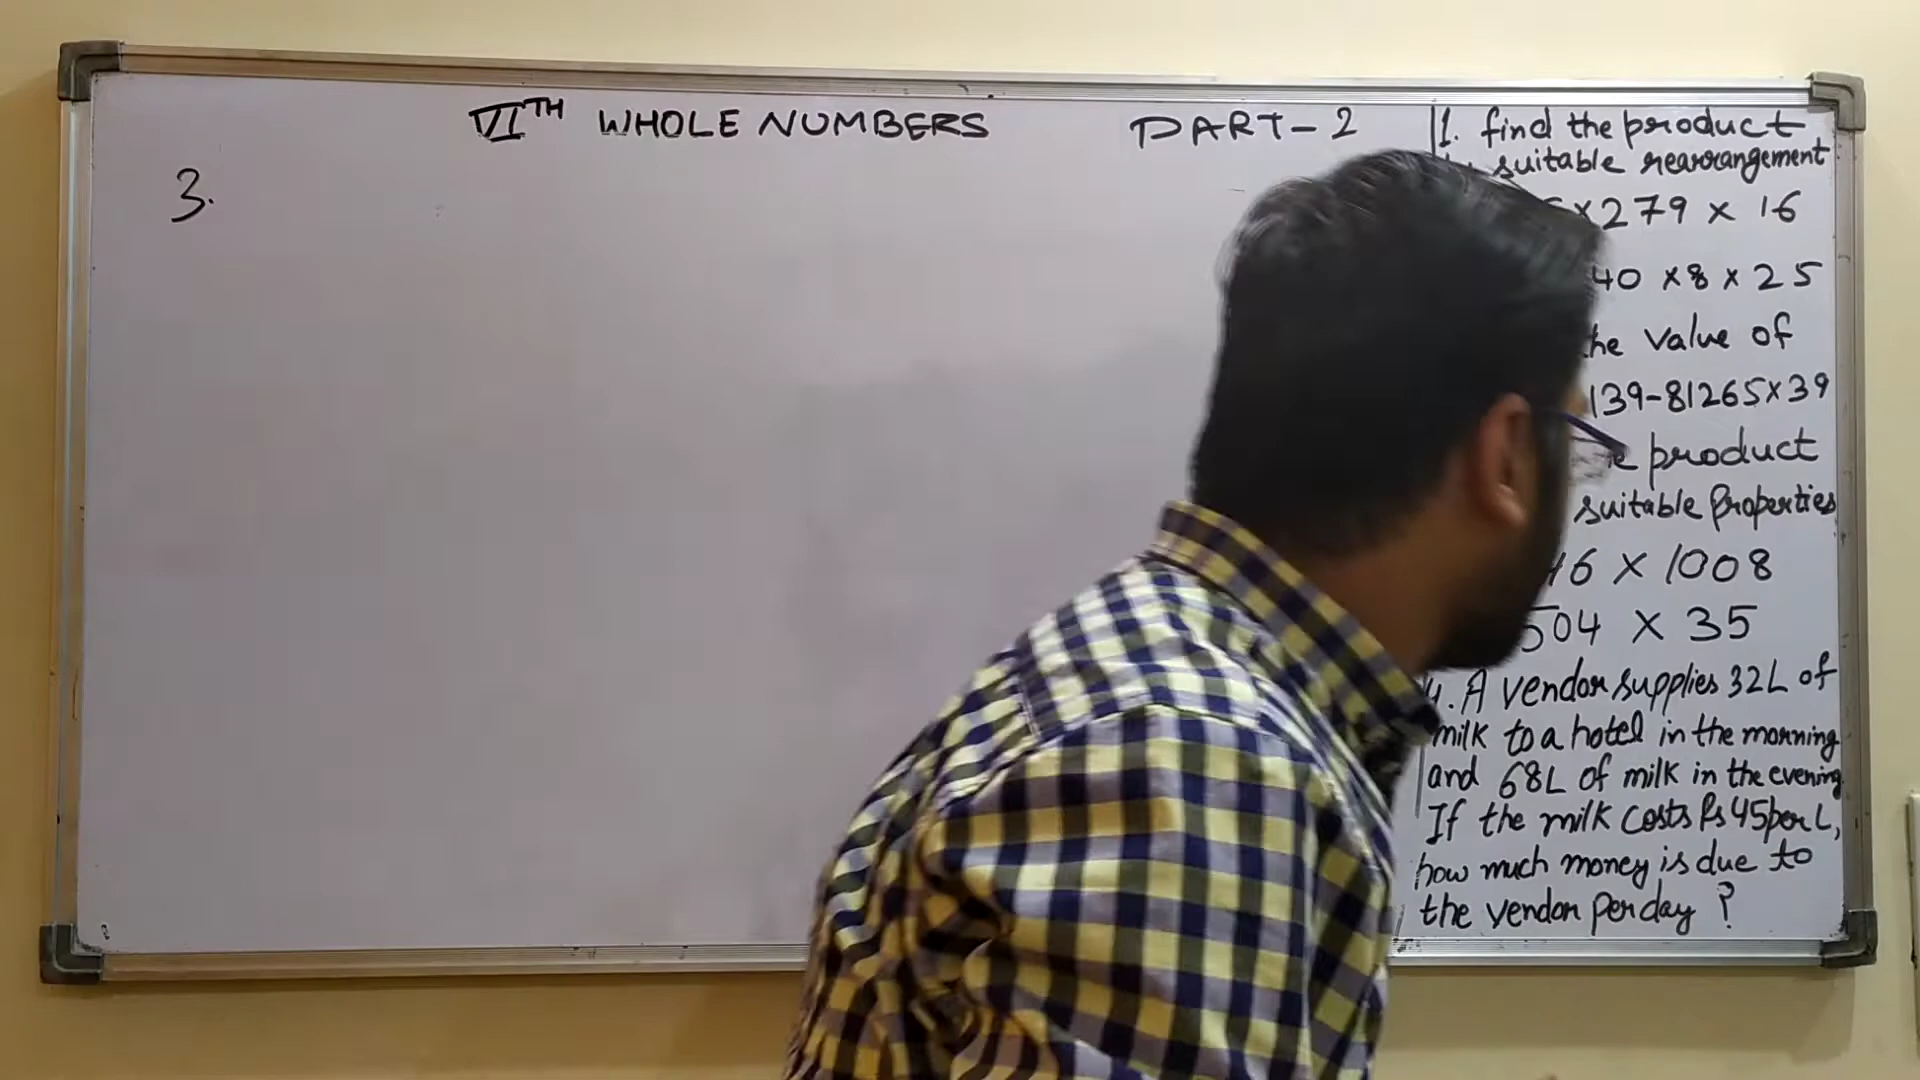 VITH WHOLE NUMBERS PART-2
3.
1. find the product
suitable rearrangement
×279 × 16
40 ×8 × 25
the value of
139-81265×39
product
suitable properties
46 × 1008
504 × 35
4. A vendor supplies 32L of
milk to a hotel in the morning
and 68L of milk in the evening
If the milk costs Rs 45 per L,
how much money is due to
the vendor per day ?